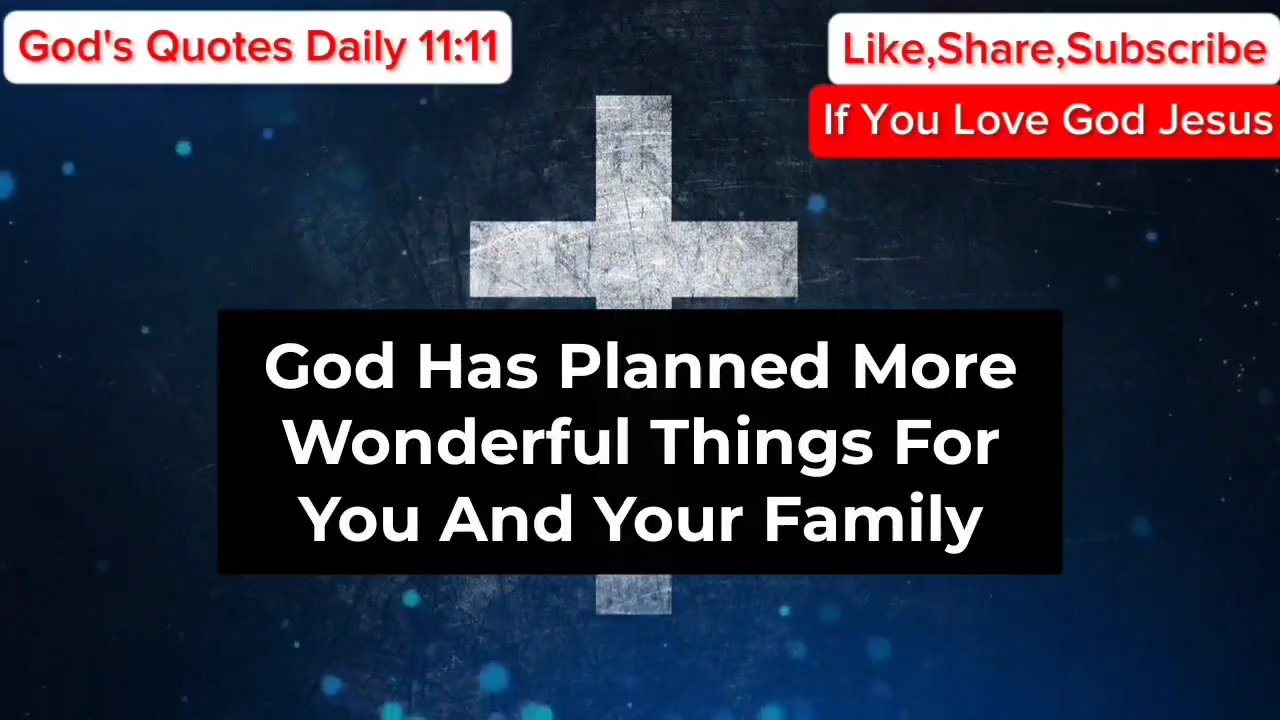 God's Quotes Daily 11:11
Like,Share,Subscribe
If You Love God Jesus
God Has Planned More
Wonderful Things For
You And Your Family